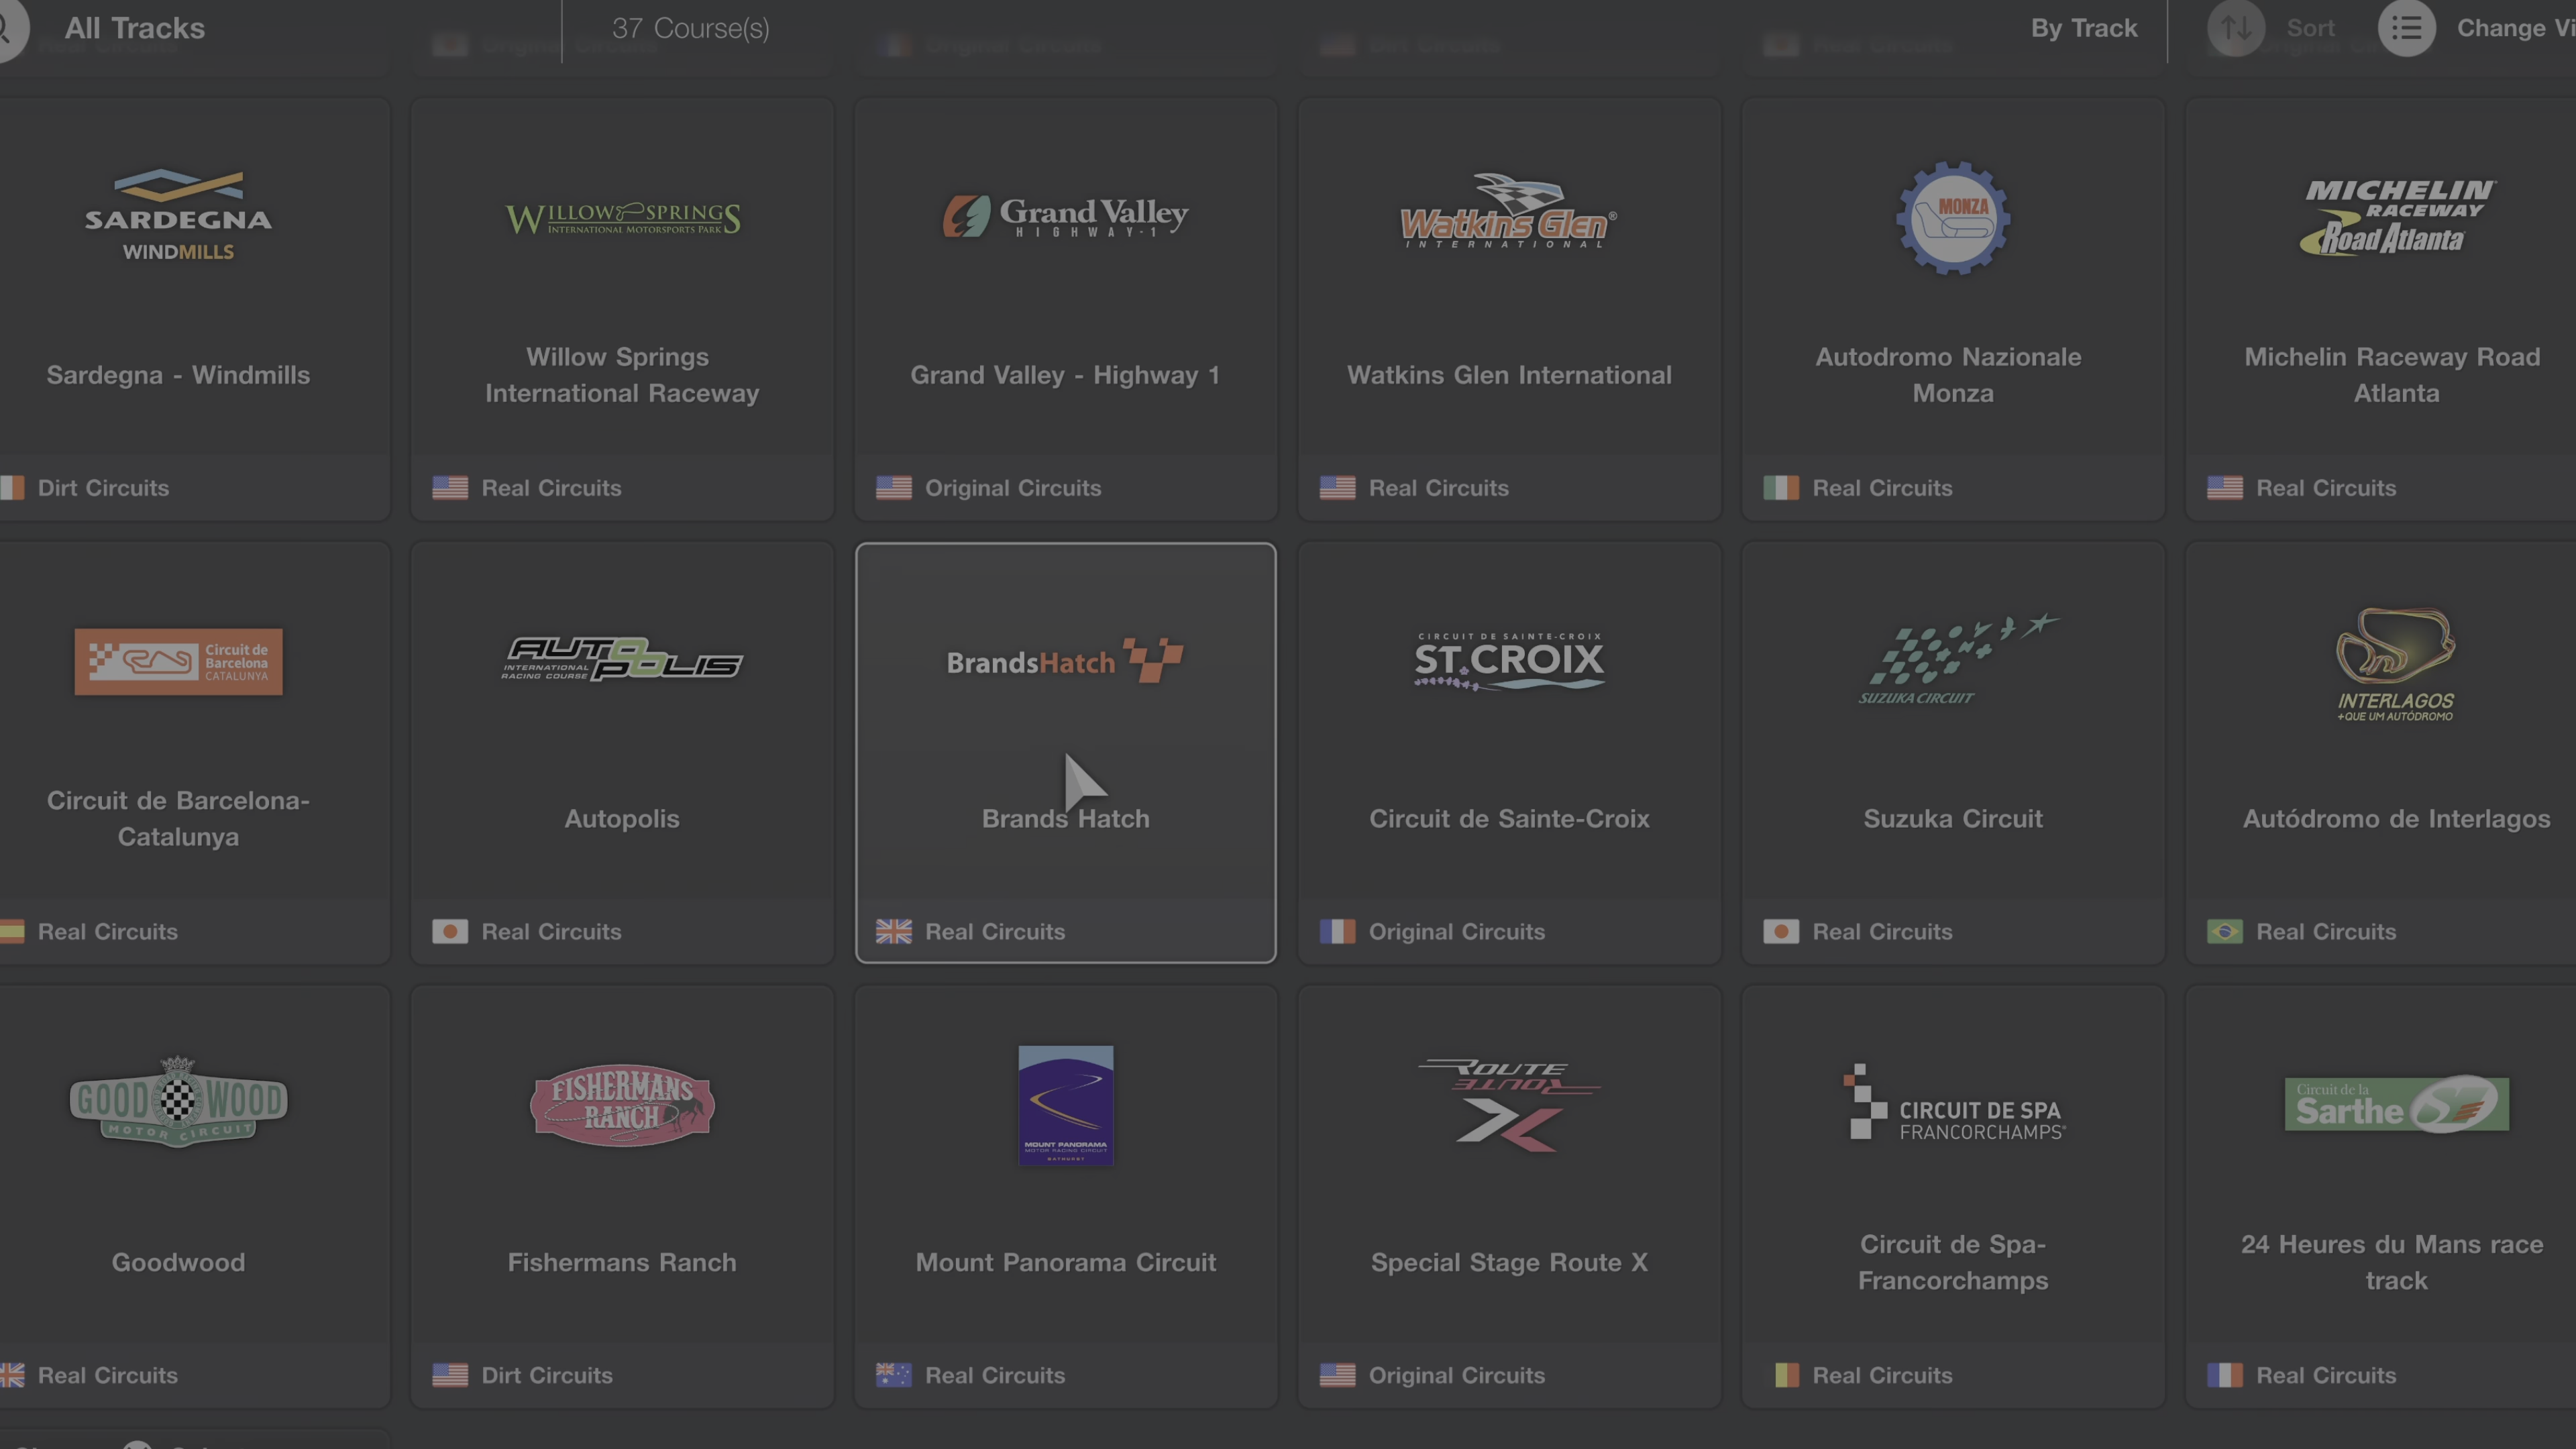 All Tracks
37 Course(s)
By Track
Sort
Change Vi
SARDEGNA
WINDMILLS
Sardegna - Windmills
Dirt Circuits
WILLOW SPRINGS
INTERNATIONAL MOTORSPORTS PARK
Willow Springs
International Raceway
Real Circuits
Grand Valley
HIGHWAY·1
Grand Valley - Highway 1
Original Circuits
Watkins Glen®
INTERNATIONAL
Watkins Glen International
Real Circuits
MONZA
Autodromo Nazionale
Monza
Real Circuits
MICHELIN
RACEWAY
Road Atlanta
Michelin Raceway Road
Atlanta
Real Circuits
Circuit de
Barcelona
CATALUNYA
Circuit de Barcelona-
Catalunya
Real Circuits
AUTOPOLIS
INTERNATIONAL
RACING COURSE
Autopolis
Real Circuits
BrandsHatch
Brands Hatch
Real Circuits
CIRCUIT DE SAINTE-CROIX
ST.CROIX
Circuit de Sainte-Croix
Original Circuits
SUZUKA CIRCUIT
Suzuka Circuit
Real Circuits
INTERLAGOS
+QUE UM AUTÓDROMO
Autódromo de Interlagos
Real Circuits
GOODWOOD
MOTOR CIRCUIT
Goodwood
Real Circuits
FISHERMANS
RANCH
Fishermans Ranch
Dirt Circuits
MOUNT PANORAMA
MOTOR RACING CIRCUIT
BATHURST
Mount Panorama Circuit
Real Circuits
ROUTE
ROUTE
X
Special Stage Route X
Original Circuits
CIRCUIT DE SPA
FRANCORCHAMPS
Circuit de Spa-
Francorchamps
Real Circuits
Circuit de la
Sarthe
24 Heures du Mans race
track
Real Circuits